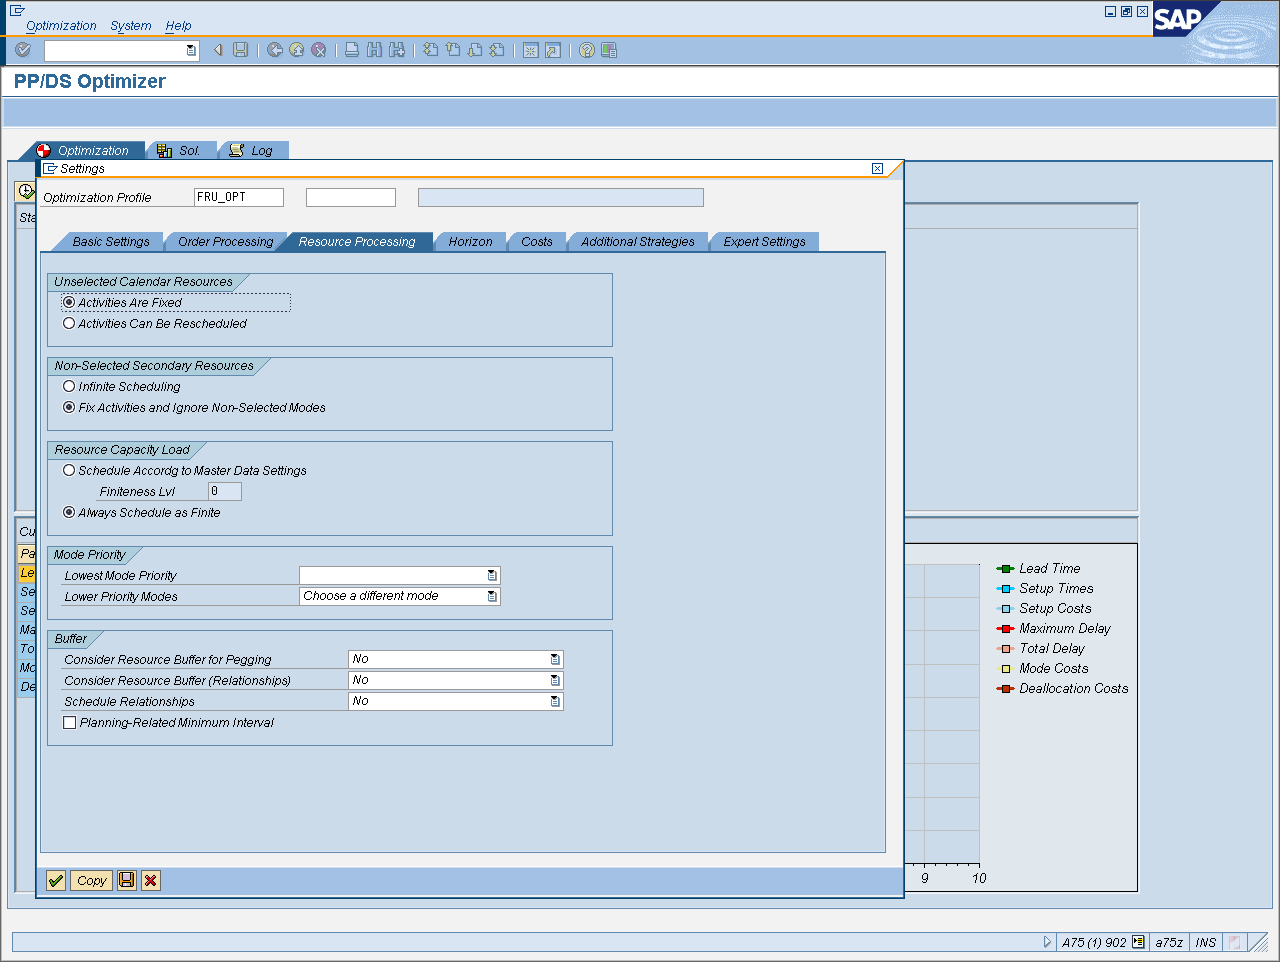 Optimization System Help
SAP
PP/DS Optimizer
Optimization Sol. Log
Settings
Optimization Profile FRU_OPT
Sta
Basic Settings Order Processing Resource Processing Horizon Costs Additional Strategies Expert Settings
Unselected Calendar Resources
Activities Are Fixed
Activities Can Be Rescheduled
Non-Selected Secondary Resources
Infinite Scheduling
Fix Activities and Ignore Non-Selected Modes
Resource Capacity Load
Schedule Accordg to Master Data Settings
Finiteness Lvl 0
Always Schedule as Finite
Cu
Mode Priority
Pa
Lowest Mode Priority
Lower Priority Modes Choose a different mode
Le
Se
Se
Ma
To
Mo
De
Buffer
Consider Resource Buffer for Pegging No
Consider Resource Buffer (Relationships) No
Schedule Relationships No
Planning-Related Minimum Interval
Lead Time
Setup Times
Setup Costs
Maximum Delay
Total Delay
Mode Costs
Deallocation Costs
9 10
Copy
A75 (1) 902 a75z INS